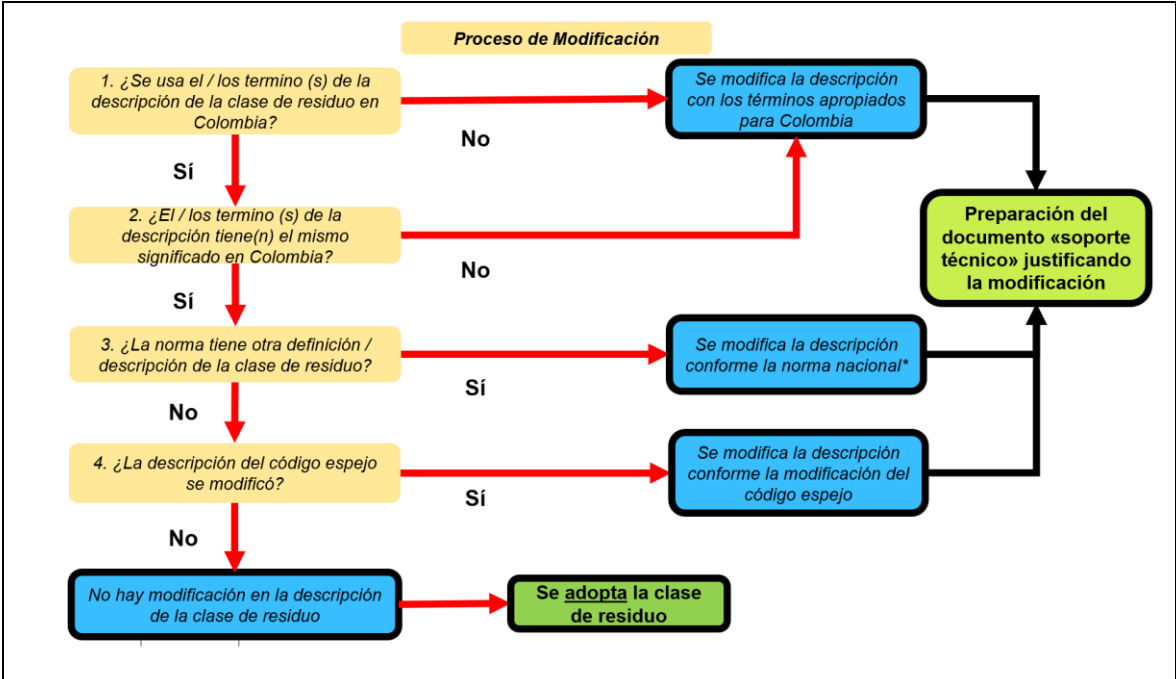 Proceso de Modificación
1. ¿Se usa el / los termino (s) de la
descripción de la clase de residuo en
Colombia?
No
Se modifica la descripción
con los términos apropiados
para Colombia
Sí
2. ¿El / los termino (s) de la
descripción tiene(n) el mismo
significado en Colombia?
No
Preparación del
documento «soporte
técnico» justificando
la modificación
Sí
3. ¿La norma tiene otra definición /
descripción de la clase de residuo?
Sí
Se modifica la descripción
conforme la norma nacional*
No
4. ¿La descripción del código espejo
se modificó?
Sí
Se modifica la descripción
conforme la modificación del
código espejo
No
No hay modificación en la descripción
de la clase de residuo
Se adopta la clase
de residuo